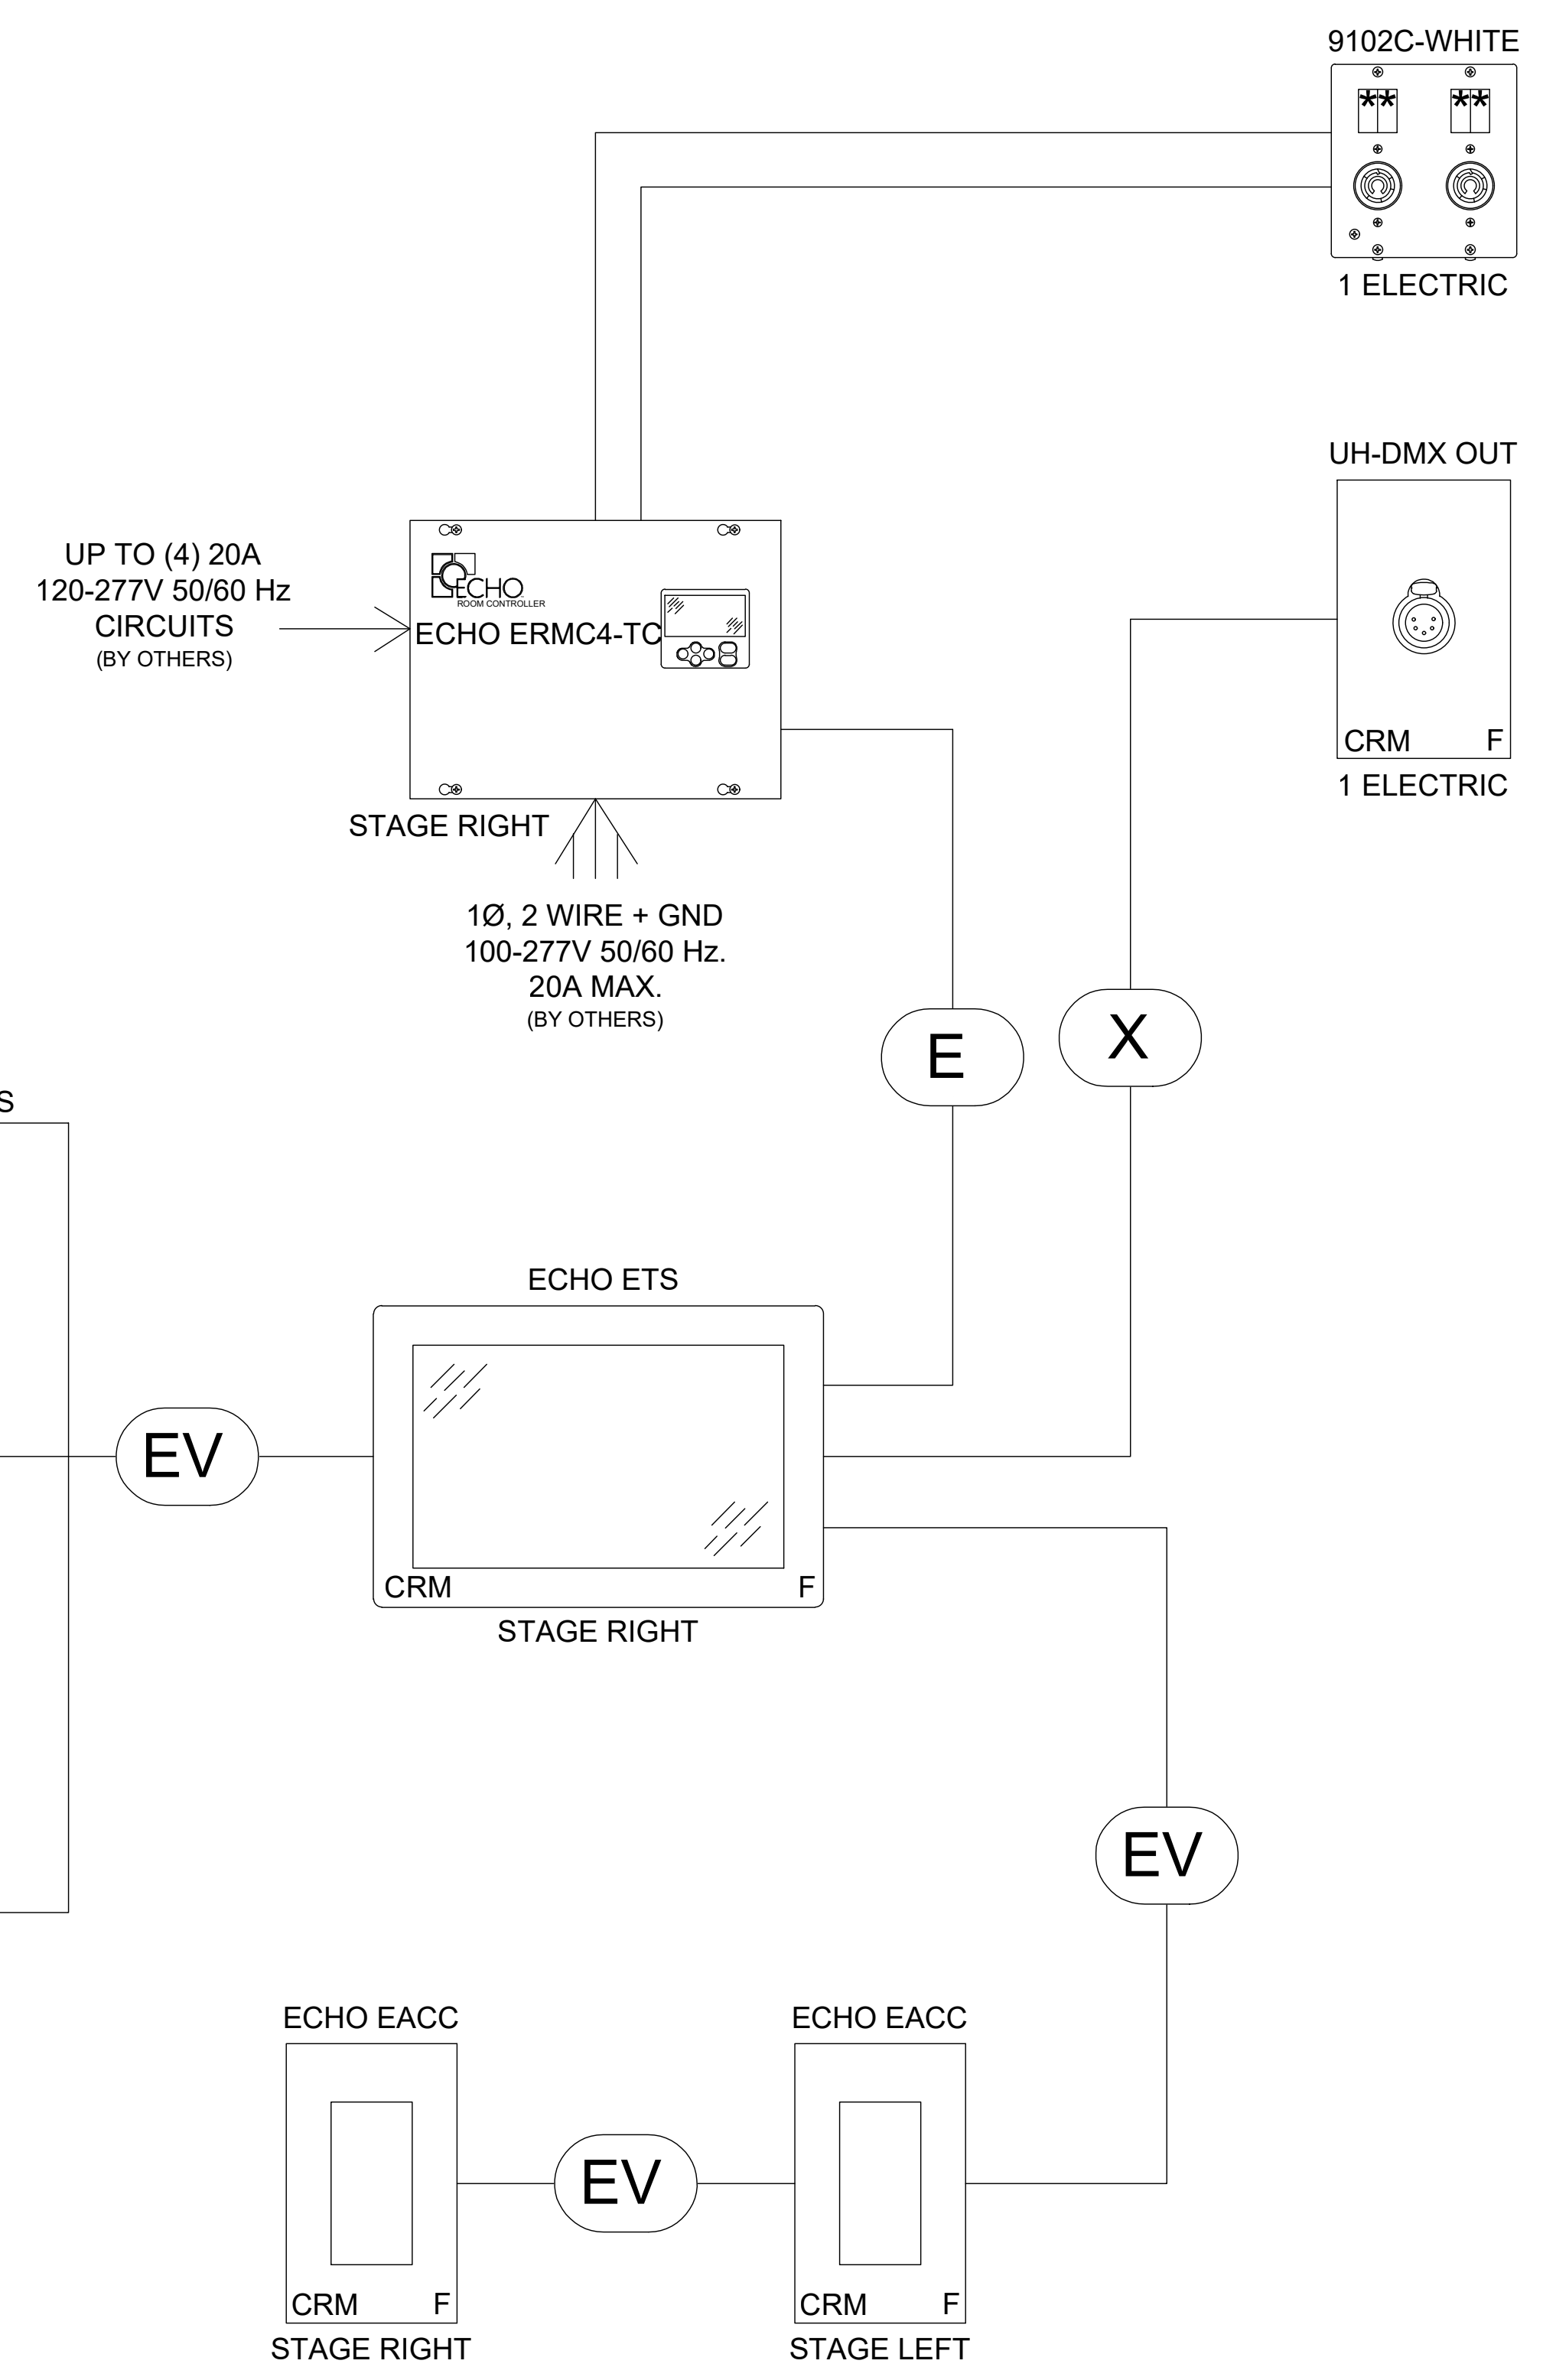 9102C-WHITE
** **
1 ELECTRIC
UH-DMX OUT
CRM F
1 ELECTRIC
UP TO (4) 20A
120-277V 50/60 Hz
CIRCUITS
(BY OTHERS)
ECHO
ROOM CONTROLLER
ECHO ERMC4-TC
STAGE RIGHT
1Ø, 2 WIRE + GND
100-277V 50/60 Hz.
20A MAX.
(BY OTHERS)
E
X
S
ECHO ETS
EV
CRM F
STAGE RIGHT
EV
ECHO EACC
ECHO EACC
EV
CRM F
CRM F
STAGE RIGHT
STAGE LEFT